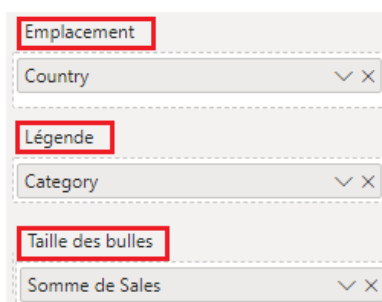 Emplacement
Country
Légende
Category
Taille des bulles
Somme de Sales